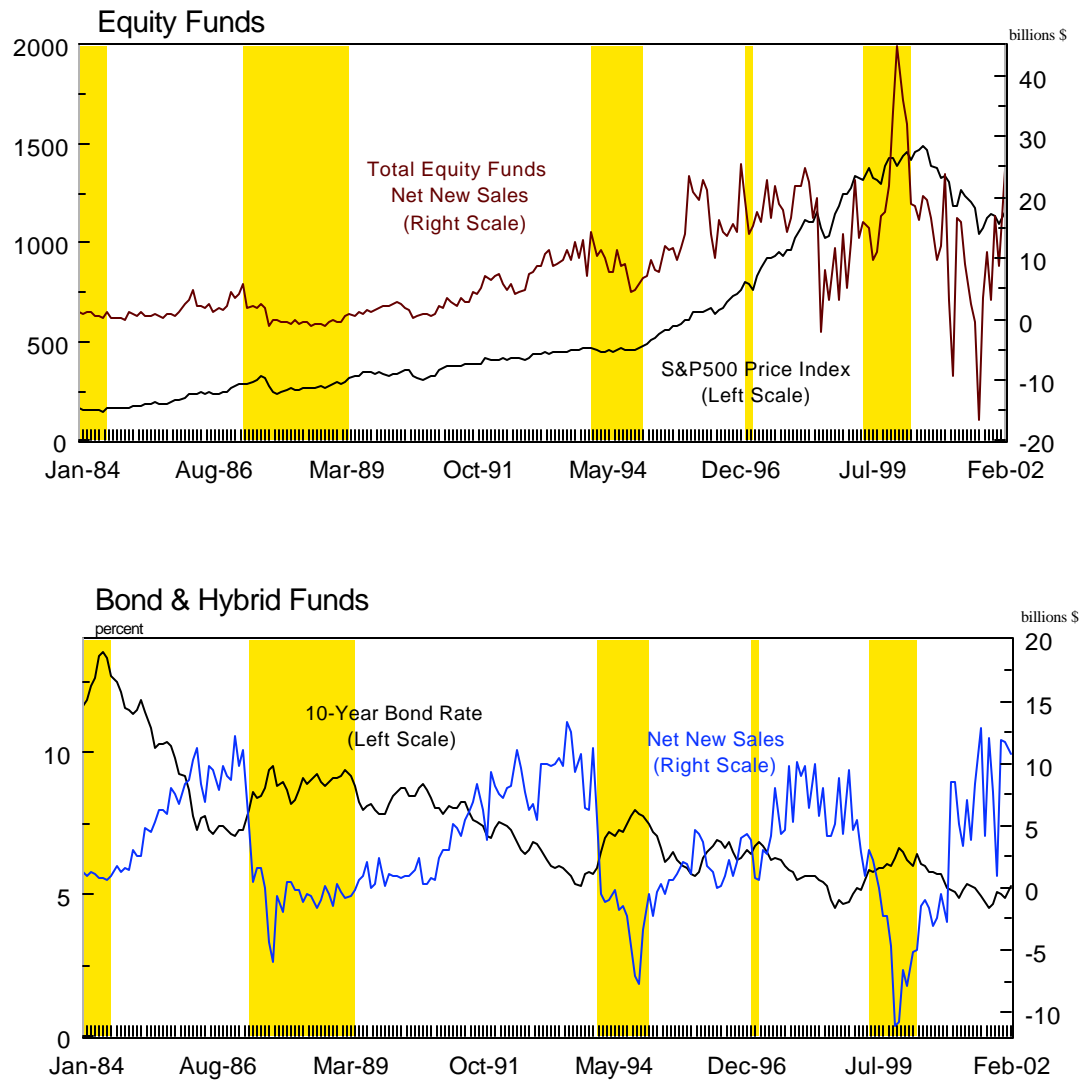 Equity Funds
billions $
2000
1500
1000
500
0
40
30
20
10
0
-10
-20
Total Equity Funds
Net New Sales
(Right Scale)
S&P500 Price Index
(Left Scale)
Jan-84 Aug-86 Mar-89 Oct-91 May-94 Dec-96 Jul-99 Feb-02
Bond & Hybrid Funds
percent
billions $
10
5
0
20
15
10
5
0
-5
-10
10-Year Bond Rate
(Left Scale)
Net New Sales
(Right Scale)
Jan-84 Aug-86 Mar-89 Oct-91 May-94 Dec-96 Jul-99 Feb-02